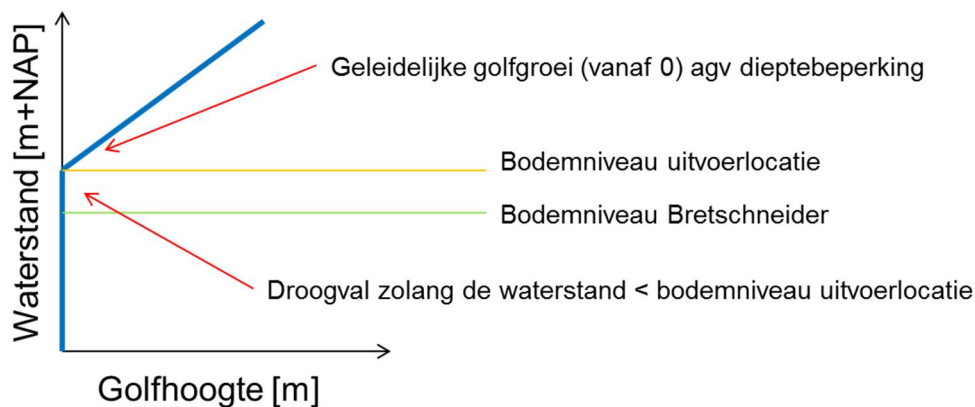 Waterstand [m+NAP]
Geleidelijke golfgroei (vanaf 0) agv dieptebeperking
Bodemniveau uitvoerlocatie
Bodemniveau Bretschneider
Droogval zolang de waterstand < bodemniveau uitvoerlocatie
Golfhoogte [m]